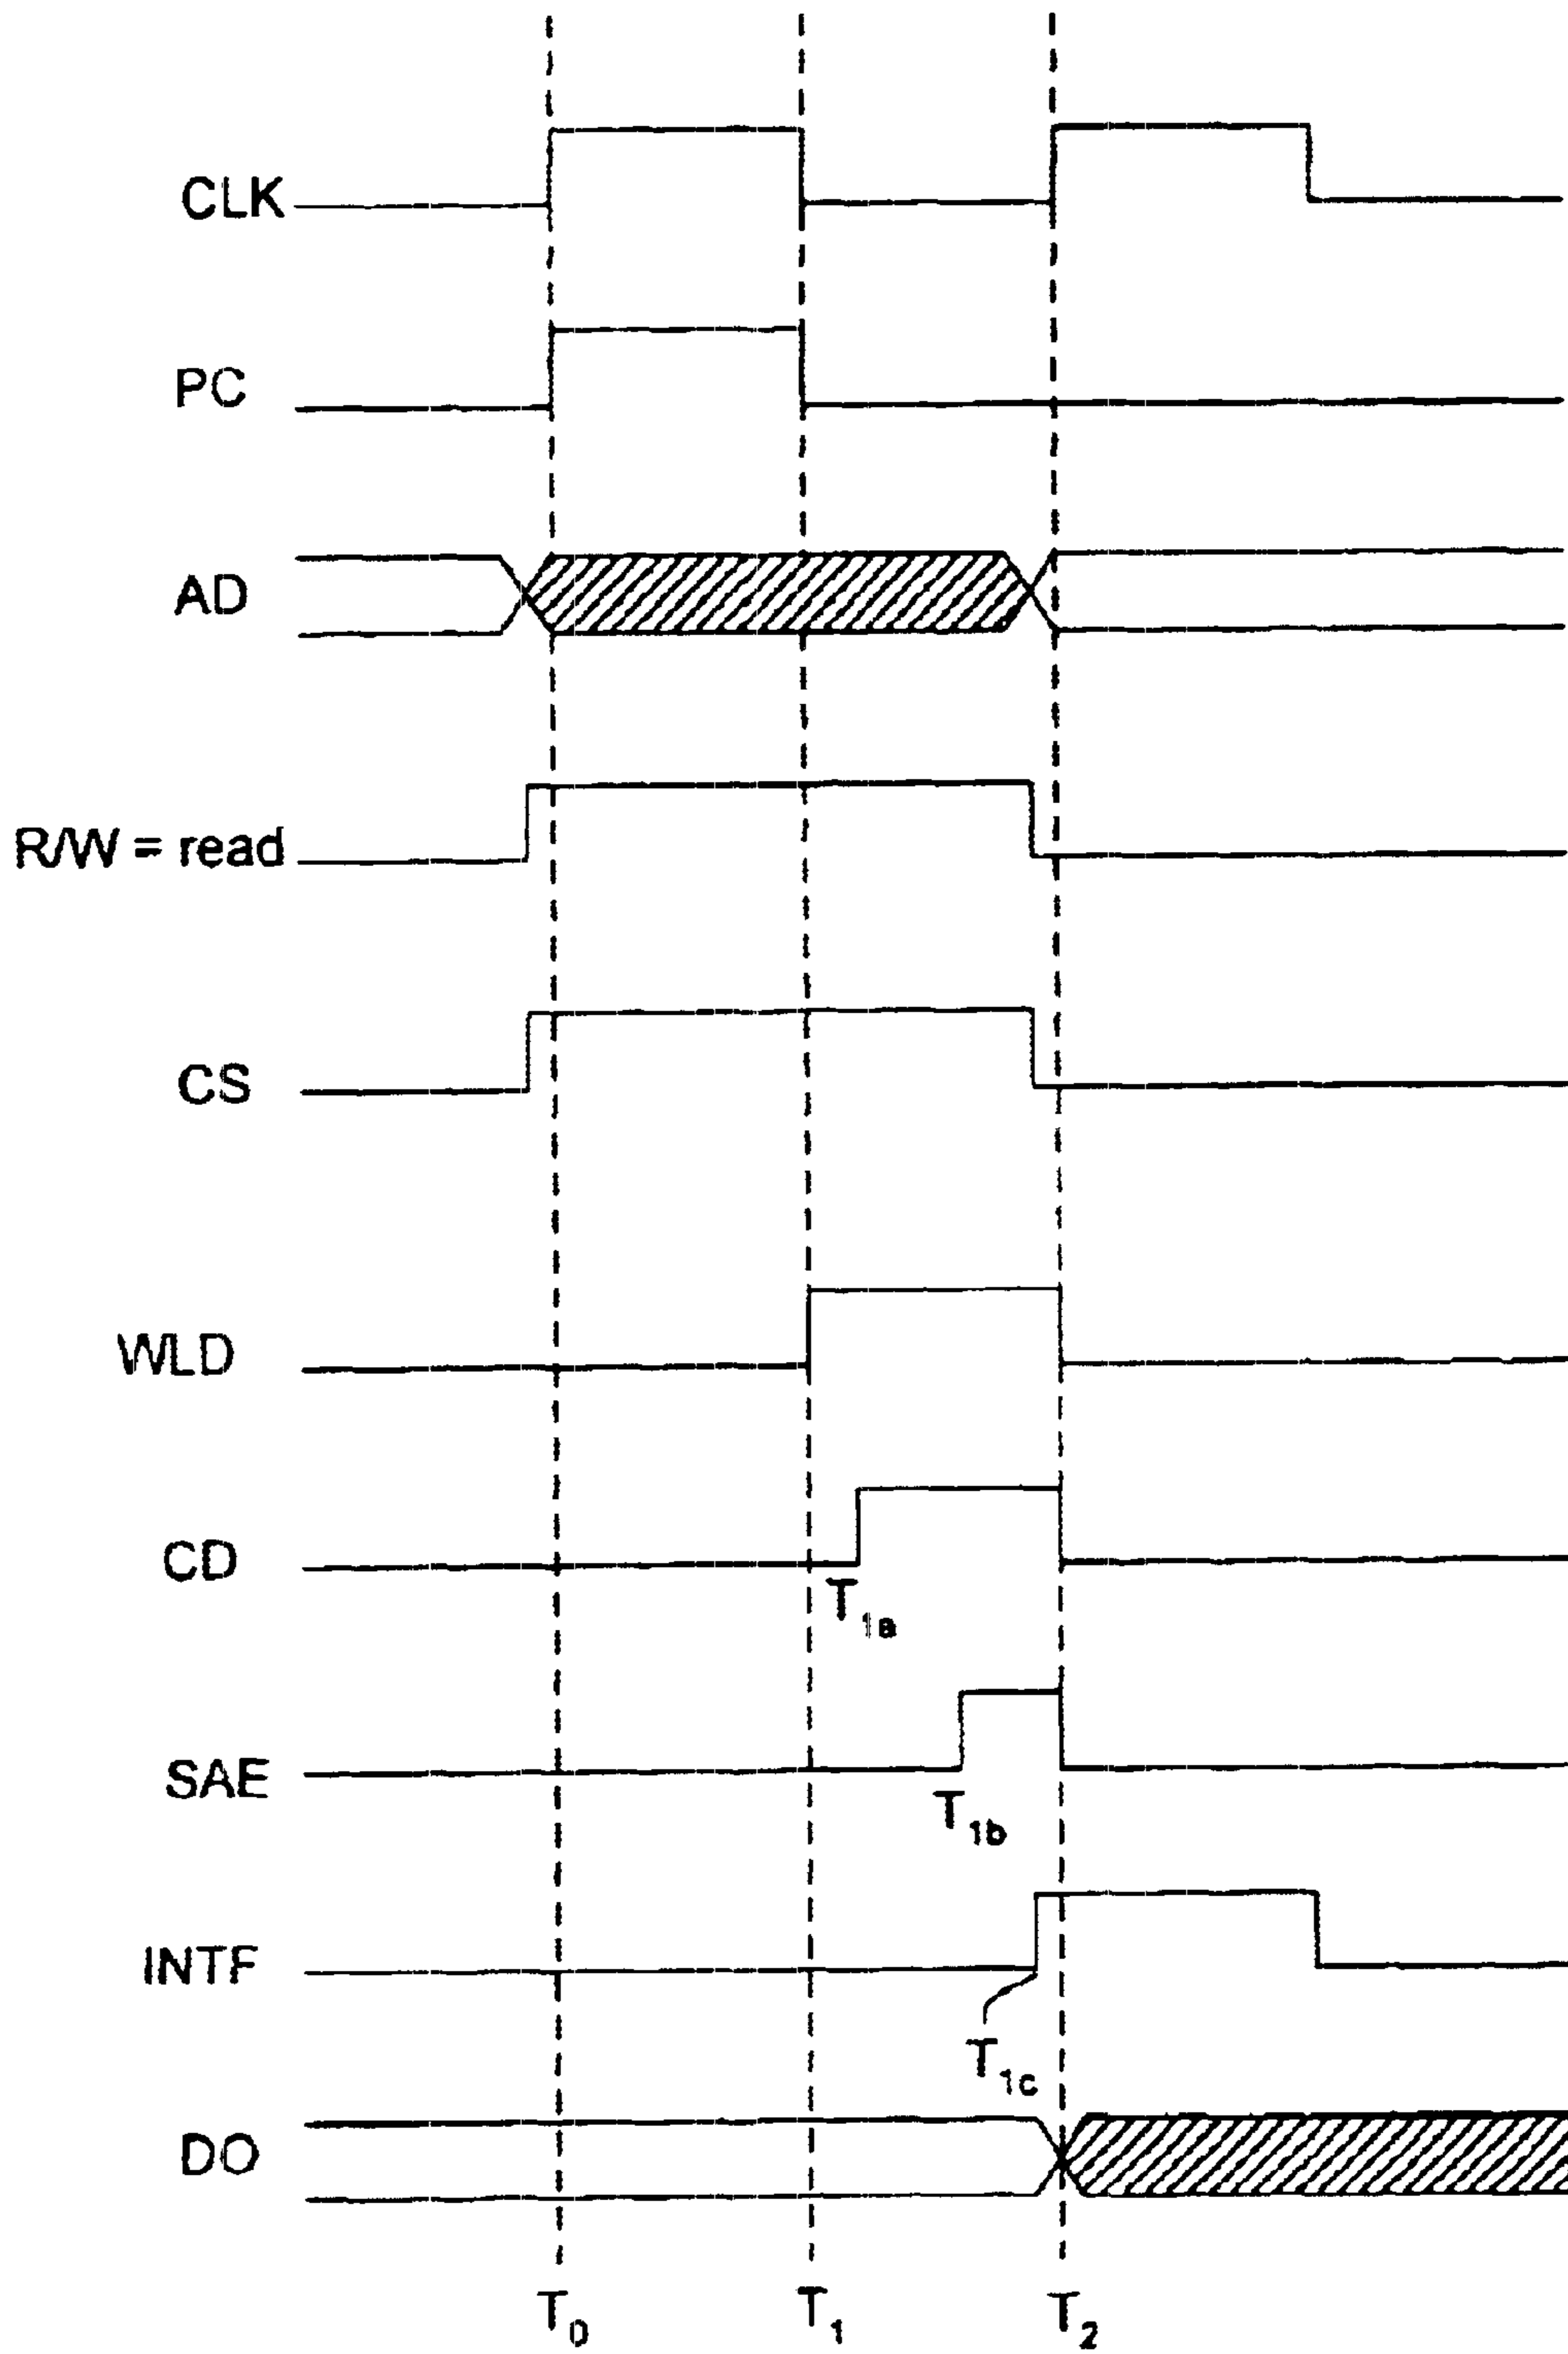 CLK
PC
AD
R/W = read
CS
WLD
CD
T1a
SAE
T1b
INTF
T1c
DO
T0 T1 T2